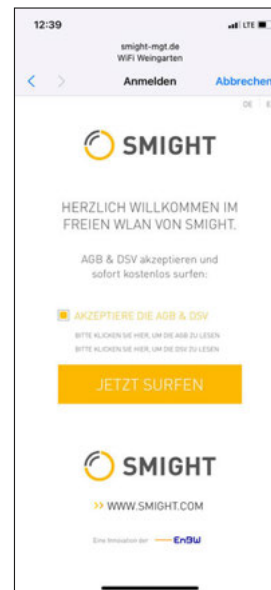 12:39
LTE
smight-mgt.de
WiFi Weingarten
Anmelden
Abbrechen
DE
SMIGHT
HERZLICH WILLKOMMEN IM
FREIEN WLAN VON SMIGHT.
AGB & DSV akzeptieren und
sofort kostenlos surfen:
AKZEPTIERE DIE AGB & DSV
BITTE KLICKEN SIE HIER, UM DIE AGB ZU LESEN
BITTE KLICKEN SIE HIER, UM DIE DSV ZU LESEN
JETZT SURFEN
SMIGHT
>> WWW.SMIGHT.COM
Eine Innovation der EnBW